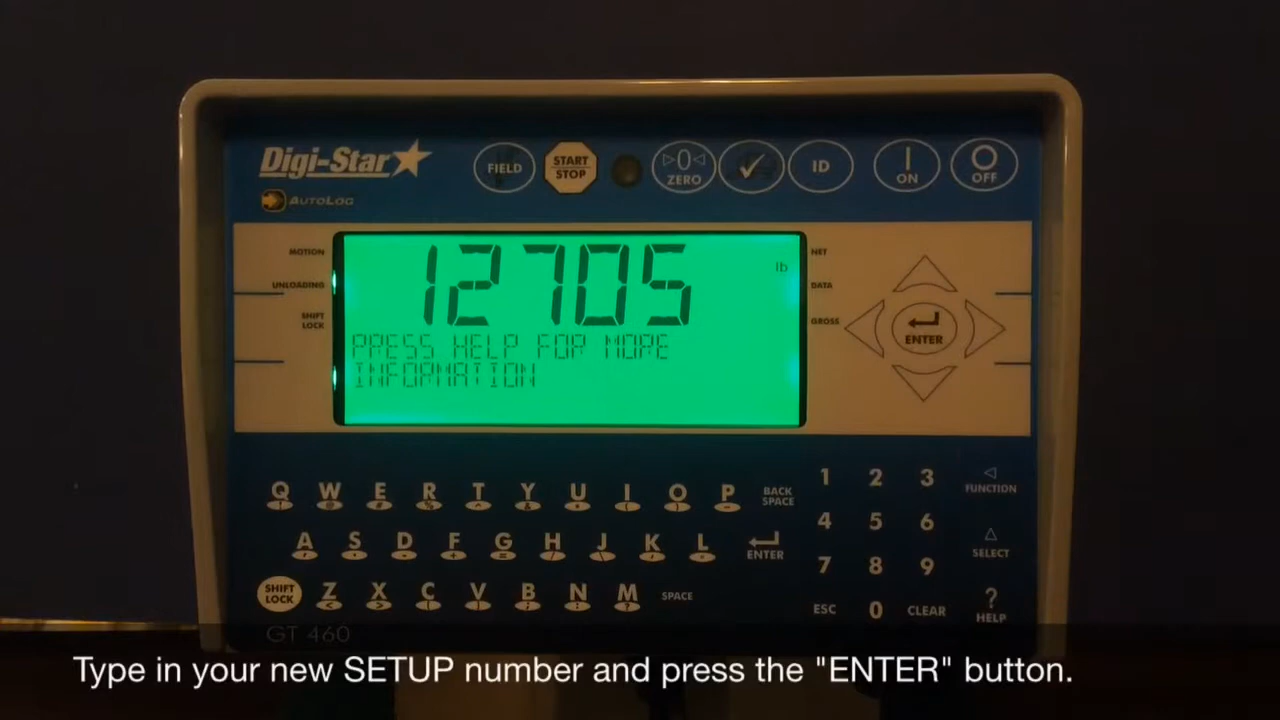 Digi-Star
AUTOLOG
FIELD
START
STOP
0
ZERO
ID
ON
OFF
MOTION
UNLOADING
SHIFT
LOCK
12705
lb
PRESS HELP FOR MORE
INFORMATION
NET
DATA
GROSS
ENTER
Q W E R T Y U I O P BACK SPACE
A S D F G H J K L ENTER
SHIFT LOCK Z X C V B N M SPACE
1 2 3 FUNCTION
4 5 6 SELECT
7 8 9
ESC 0 CLEAR ? HELP
GT 460
Type in your new SETUP number and press the "ENTER" button.